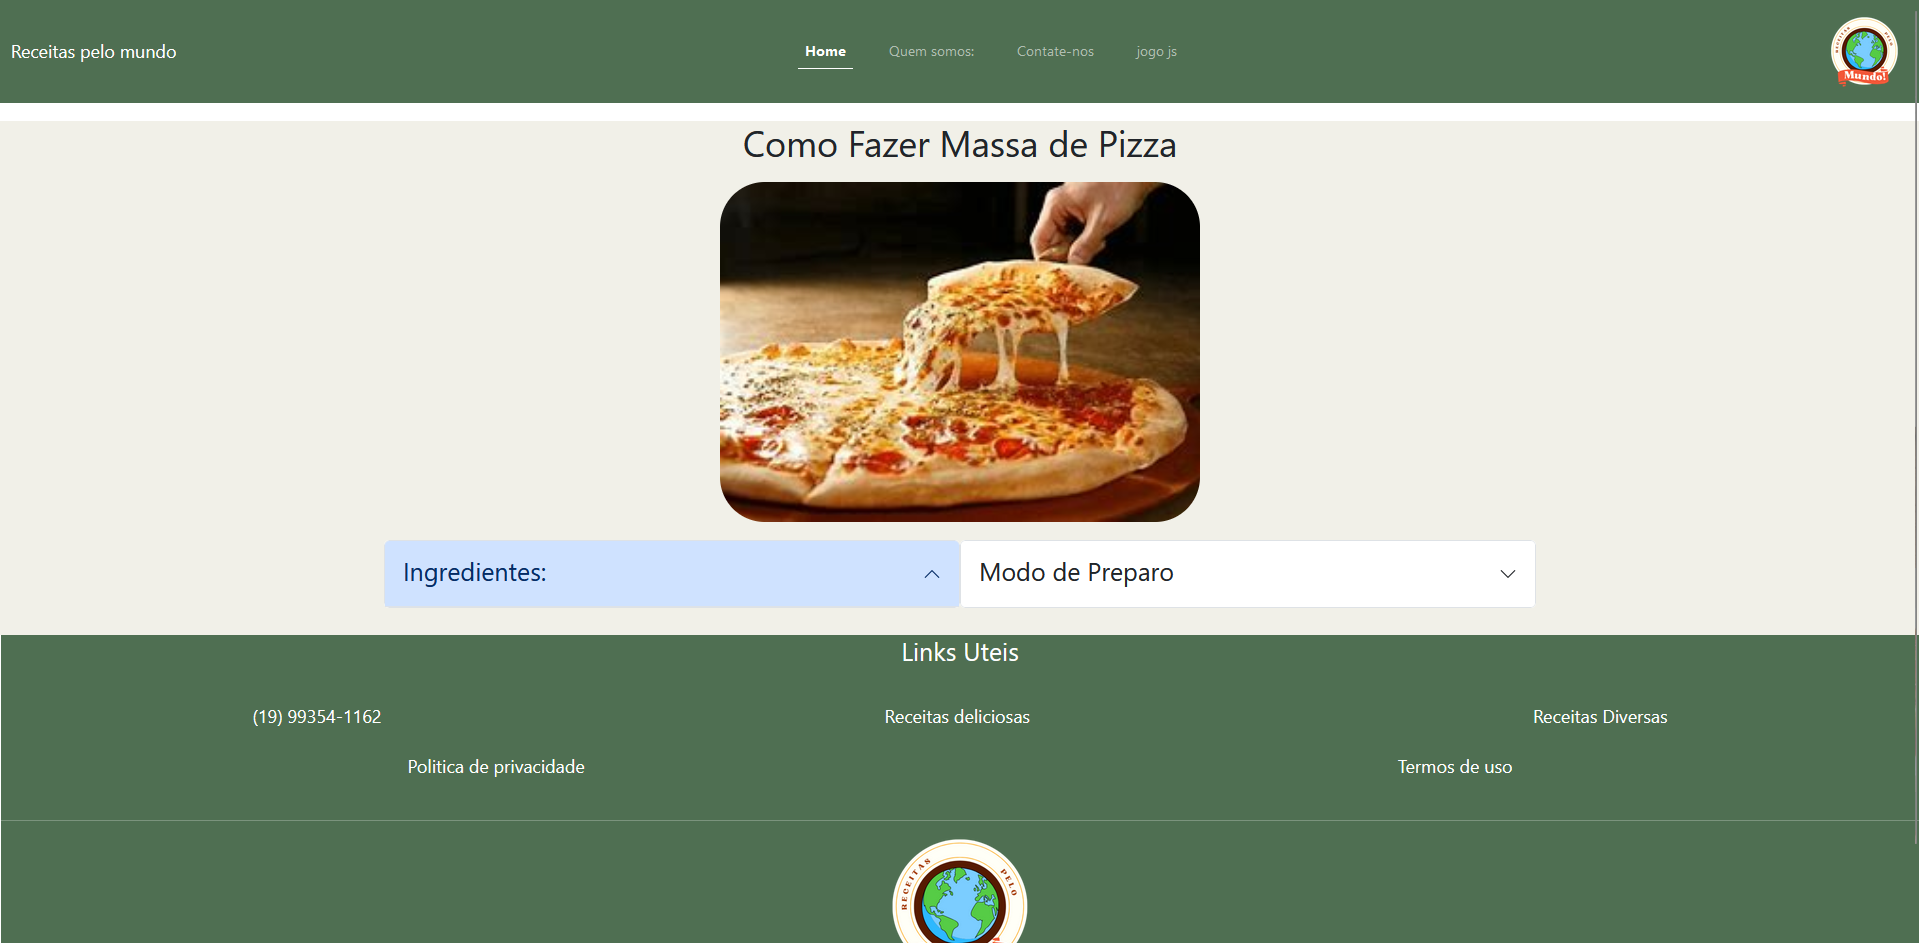 Receitas pelo mundo
Home
Quem somos:
Contate-nos
jogo js
RECEITAS PELO
Mundo!
Como Fazer Massa de Pizza
Ingredientes:
Modo de Preparo
Links Uteis
(19) 99354-1162
Receitas deliciosas
Receitas Diversas
Politica de privacidade
Termos de uso
RECEITAS PELO